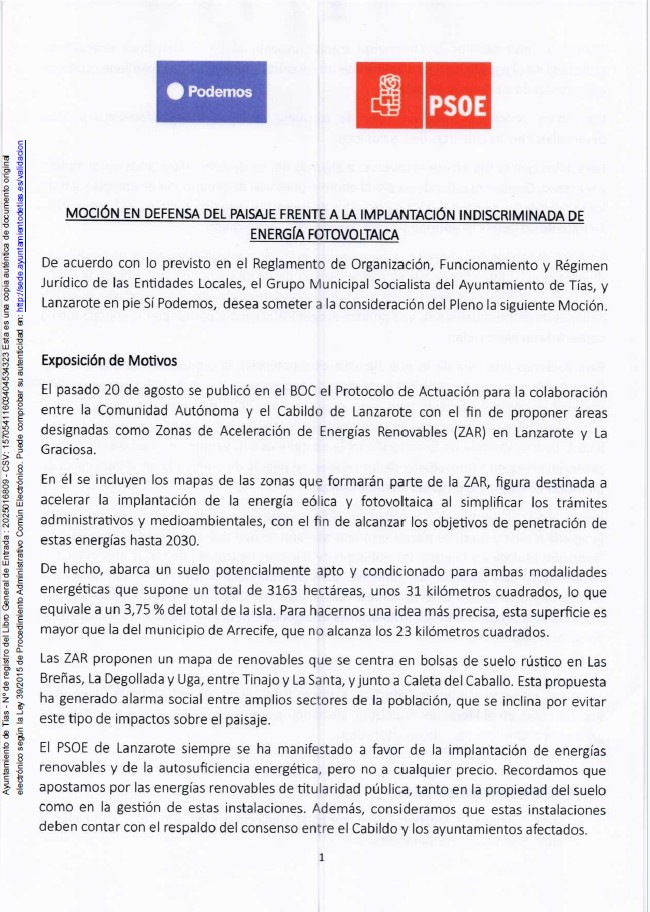 Podemos
PSOE
MOCIÓN EN DEFENSA DEL PAISAJE FRENTE A LA IMPLANTACIÓN INDISCRIMINADA DE
ENERGÍA FOTOVOLTAICA
De acuerdo con lo previsto en el Reglamento de Organización, Funcionamiento y Régimen
Jurídico de las Entidades Locales, el Grupo Municipal Socialista del Ayuntamiento de Tías, y
Lanzarote en pie Sí Podemos, desea someter a la consideración del Pleno la siguiente Moción.
Exposición de Motivos
El pasado 20 de agosto se publicó en el BOC el Protocolo de Actuación para la colaboración
entre la Comunidad Autónoma y el Cabildo de Lanzarote con el fin de proponer áreas
designadas como Zonas de Aceleración de Energías Renovables (ZAR) en Lanzarote y La
Graciosa.
En él se incluyen los mapas de las zonas que formarán parte de la ZAR, figura destinada a
acelerar la implantación de la energía eólica y fotovoltaica al simplificar los trámites
administrativos y medioambientales, con el fin de alcanzar los objetivos de penetración de
estas energías hasta 2030.
De hecho, abarca un suelo potencialmente apto y condicionado para ambas modalidades
energéticas que supone un total de 3163 hectáreas, unos 31 kilómetros cuadrados, lo que
equivale a un 3,75 % del total de la isla. Para hacernos una idea más precisa, esta superficie es
mayor que la del municipio de Arrecife, que no alcanza los 23 kilómetros cuadrados.
Las ZAR proponen un mapa de renovables que se centra en bolsas de suelo rústico en Las
Breñas, La Degollada y Uga, entre Tinajo y La Santa, y junto a Caleta del Caballo. Esta propuesta
ha generado alarma social entre amplios sectores de la población, que se inclina por evitar
este tipo de impactos sobre el paisaje.
El PSOE de Lanzarote siempre se ha manifestado a favor de la implantación de energías
renovables y de la autosuficiencia energética, pero no a cualquier precio. Recordamos que
apostamos por las energías renovables de titularidad pública, tanto en la propiedad del suelo
como en la gestión de estas instalaciones. Además, consideramos que estas instalaciones
deben contar con el respaldo del consenso entre el Cabildo y los ayuntamientos afectados.
1
Ayuntamiento de Tías - Nº de registro del Libro General de Entrada : 2025016809 - CSV: 15705411603404534323 Esta es una copia auténtica de documento original
electrónico según la Ley 39/2015 de Procedimiento Administrativo Común Electrónico. Puede comprobar su autenticidad en: http://sede.ayuntamientodetias.es/validacion